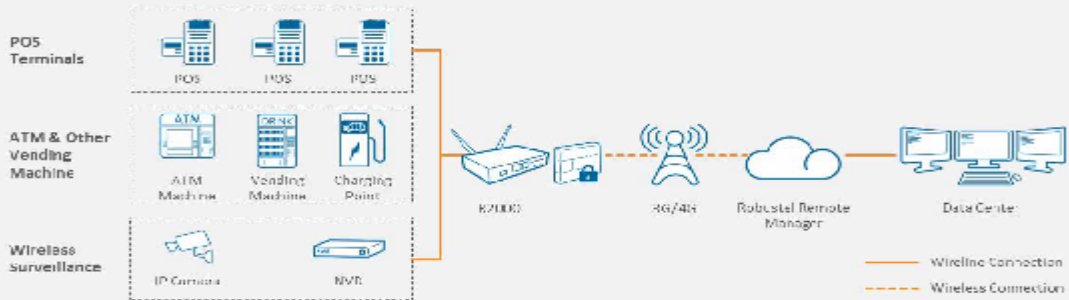 POS
Terminals
POS
POS
POS
ATM & Other
Vending
Machine
ATM
DRINK
ATM
Machine
Vending
Machine
Charging
Point
R2000
3G/4G
Robustel Remote
Manager
Data Center
Wireless
Surveillance
IP Camera
NVR
Wireline Connection
Wireless Connection